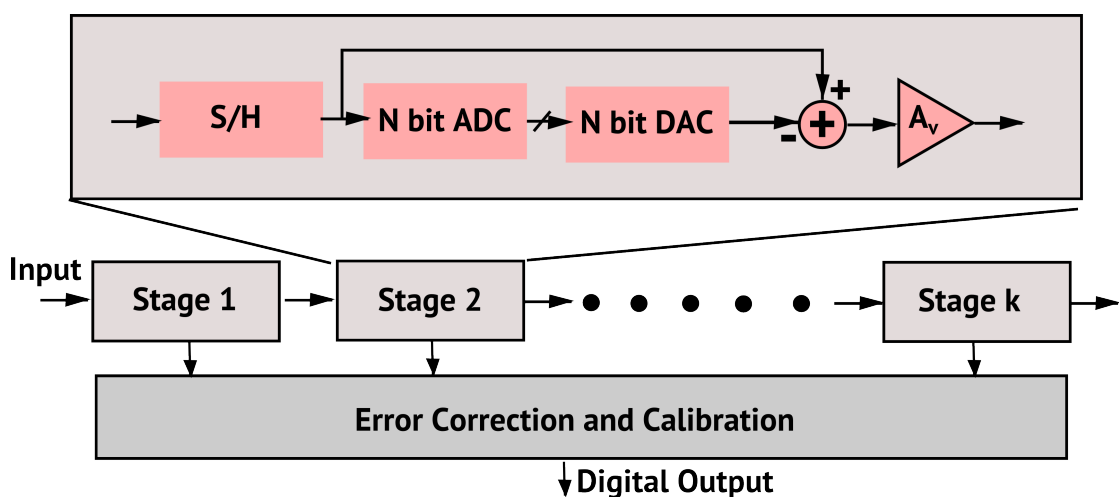 S/H
N bit ADC
N bit DAC
+
-
+
Av
Input
Stage 1
Stage 2
Stage k
Error Correction and Calibration
Digital Output